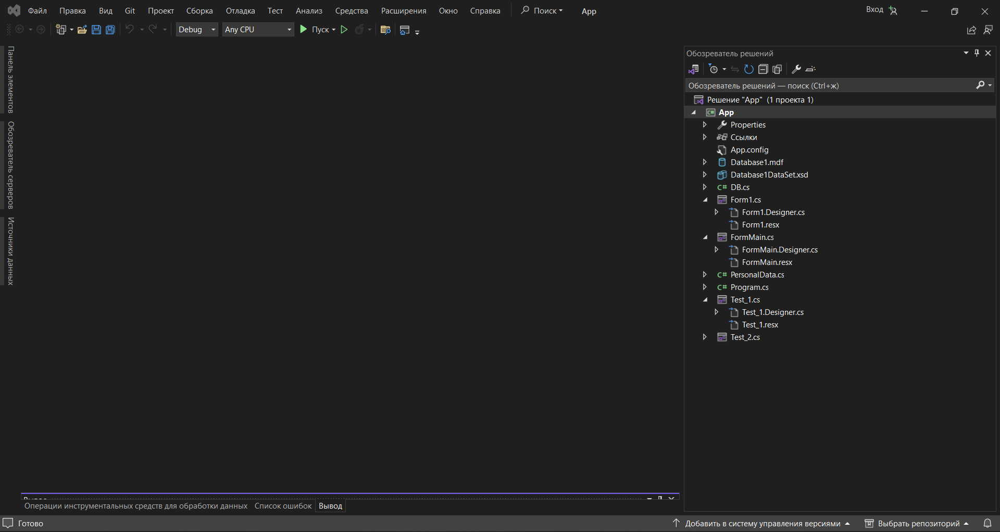 Файл Правка Вид Git Проект Сборка Отладка Тест Анализ Средства Расширения Окно Справка Поиск App Вход
Debug Any CPU Пуск
Панель элементов
Обозреватель серверов
Источники данных
Обозреватель решений
Обозреватель решений — поиск (Ctrl+ж)
Решение "App" (1 проекта 1)
App
Properties
Ссылки
App.config
Database1.mdf
Database1DataSet.xsd
DB.cs
Form1.cs
Form1.Designer.cs
Form1.resx
FormMain.cs
FormMain.Designer.cs
FormMain.resx
PersonalData.cs
Program.cs
Test_1.cs
Test_1.Designer.cs
Test_1.resx
Test_2.cs
Вывод
Операции инструментальных средств для обработки данных Список ошибок Вывод
Готово Добавить в систему управления версиями Выбрать репозиторий